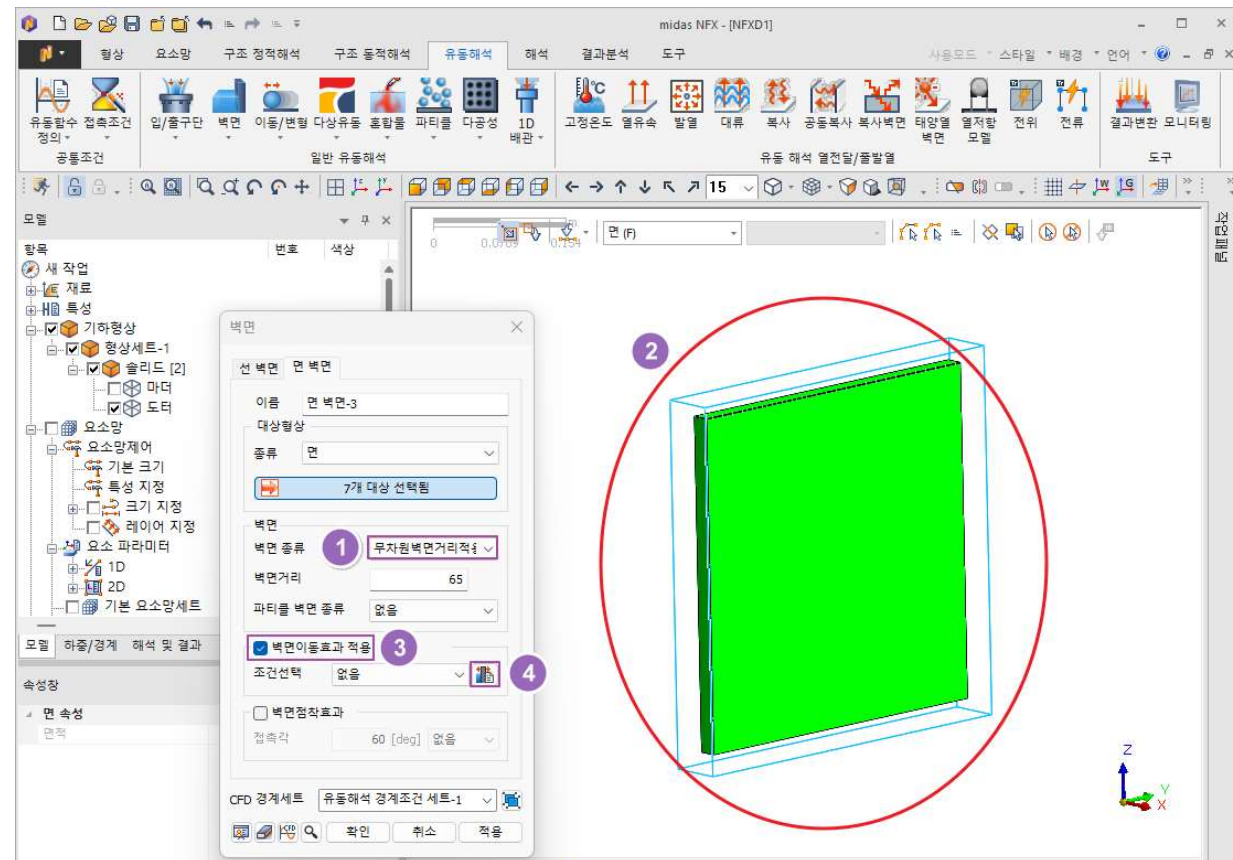 midas NFX - [NFXD1]
형상 요소망 구조 정적해석 구조 동적해석 유동해석 해석 결과분석 도구 사용모드 스타일 배경 언어
유동함수 정의 접촉조건 입/출구단 벽면 이동/변형 다상유동 혼합물 파티클 다공성 1D 배관 고정온도 열유속 발열 대류 복사 공동복사 복사벽면 태양열 벽면 열저항 모델 전위 전류 결과변환 모니터링
공통조건 일반 유동해석 유동 해석 열전달/줄발열 도구
15
모델
항목 번호 색상
새 작업
재료
특성
기하형상
형상세트-1
솔리드 [2]
마더
도터
요소망
요소망제어
기본 크기
특성 지정
크기 지정
레이어 지정
요소 파라미터
1D
2D
기본 요소망세트
모델 하중/경계 해석 및 결과
속성창
면 속성
면적
벽면
선 벽면 면 벽면
이름 면 벽면-3
대상형상
종류 면
7개 대상 선택됨
벽면
벽면 종류 1 무차원벽면거리적용
벽면거리 65
파티클 벽면 종류 없음
벽면이동효과 적용 3
조건선택 없음 4
벽면점착효과
접촉각 60 [deg] 없음
CFD 경계세트 유동해석 경계조건 세트-1
확인 취소 적용
0
면 (F)
2
Z
Y
X
작업패널